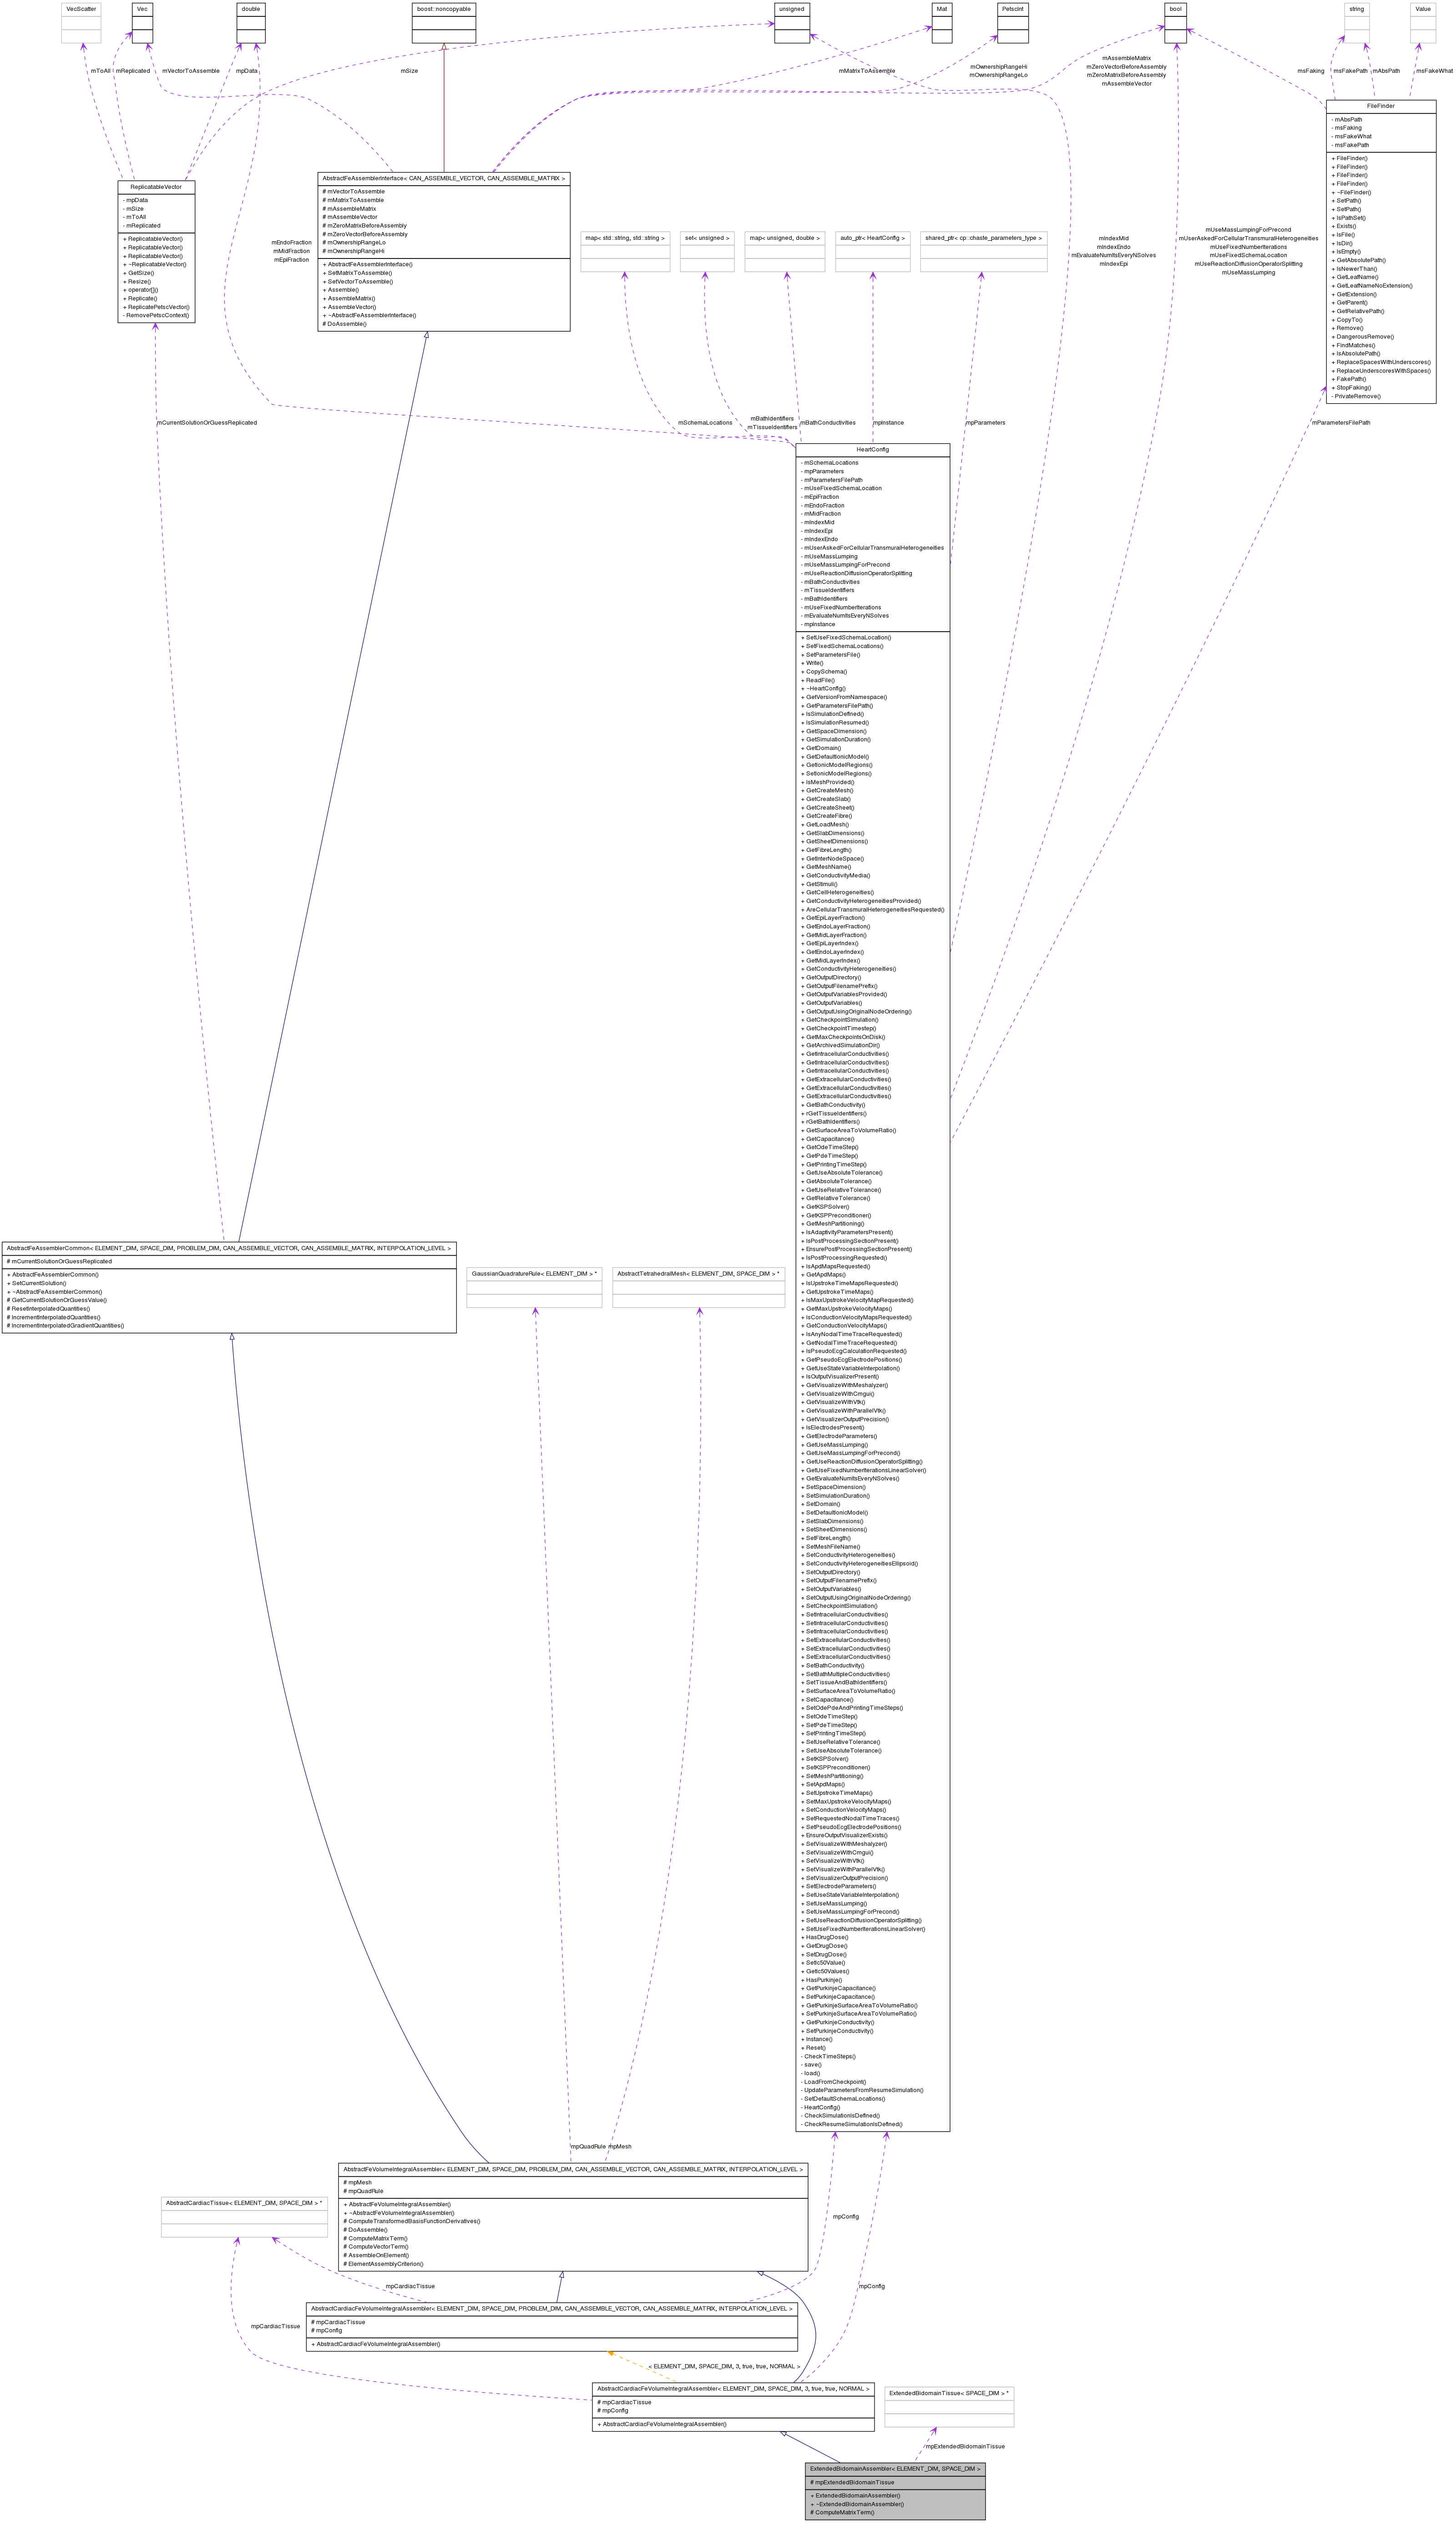 VecScatter
Vec
double
boost::noncopyable
unsigned
Mat
PetscInt
bool
string
Value
mToAll
mReplicated
mVectorToAssemble
mpData
mSize
mMatrixToAssemble
mOwnershipRangeHi
mOwnershipRangeLo
mAssembleMatrix
mZeroVectorBeforeAssembly
mZeroMatrixBeforeAssembly
mAssembleVector
msFaking
msFakePath
mAbsPath
msFakeWhat
FileFinder
- mAbsPath
- msFaking
- msFakeWhat
- msFakePath
+ FileFinder()
+ FileFinder()
+ FileFinder()
+ FileFinder()
+ ~FileFinder()
+ SetPath()
+ SetPath()
+ IsPathSet()
+ Exists()
+ IsFile()
+ IsDir()
+ IsEmpty()
+ GetAbsolutePath()
+ IsNewerThan()
+ GetLeafName()
+ GetLeafNameNoExtension()
+ GetExtension()
+ GetParent()
+ GetRelativePath()
+ CopyTo()
+ Remove()
+ DangerousRemove()
+ FindMatches()
+ IsAbsolutePath()
+ ReplaceSpacesWithUnderscores()
+ ReplaceUnderscoresWithSpaces()
+ FakePath()
+ StopFaking()
- PrivateRemove()
ReplicatableVector
- mpData
- mSize
- mToAll
- mReplicated
+ ReplicatableVector()
+ ReplicatableVector()
+ ReplicatableVector()
+ ~ReplicatableVector()
+ GetSize()
+ Resize()
+ operator[]()
+ Replicate()
+ ReplicatePetscVector()
- RemovePetscContext()
AbstractFeAssemblerInterface< CAN_ASSEMBLE_VECTOR, CAN_ASSEMBLE_MATRIX >
# mVectorToAssemble
# mMatrixToAssemble
# mAssembleMatrix
# mAssembleVector
# mZeroMatrixBeforeAssembly
# mZeroVectorBeforeAssembly
# mOwnershipRangeLo
# mOwnershipRangeHi
+ AbstractFeAssemblerInterface()
+ SetMatrixToAssemble()
+ SetVectorToAssemble()
+ Assemble()
+ AssembleMatrix()
+ AssembleVector()
+ ~AbstractFeAssemblerInterface()
# DoAssemble()
mEndoFraction
mMidFraction
mEpiFraction
map< std::string, std::string >
set< unsigned >
map< unsigned, double >
auto_ptr< HeartConfig >
shared_ptr< cp::chaste_parameters_type >
mIndexMid
mIndexEndo
mEvaluateNumItsEveryNSolves
mIndexEpi
mUseMassLumpingForPrecond
mUserAskedForCellularTransmuralHeterogeneities
mUseFixedNumberIterations
mUseFixedSchemaLocation
mUseReactionDiffusionOperatorSplitting
mUseMassLumping
mCurrentSolutionOrGuessReplicated
mSchemaLocations
mBathIdentifiers
mTissueIdentifiers
mBathConductivities
mpInstance
mpParameters
mParametersFilePath
HeartConfig
- mSchemaLocations
- mpParameters
- mParametersFilePath
- mUseFixedSchemaLocation
- mEpiFraction
- mEndoFraction
- mMidFraction
- mIndexMid
- mIndexEpi
- mIndexEndo
- mUserAskedForCellularTransmuralHeterogeneities
- mUseMassLumping
- mUseMassLumpingForPrecond
- mUseReactionDiffusionOperatorSplitting
- mBathConductivities
- mTissueIdentifiers
- mBathIdentifiers
- mUseFixedNumberIterations
- mEvaluateNumItsEveryNSolves
- mpInstance
+ SetUseFixedSchemaLocation()
+ SetFixedSchemaLocations()
+ SetParametersFile()
+ Write()
+ CopySchema()
+ ReadFile()
+ ~HeartConfig()
+ GetVersionFromNamespace()
+ GetParametersFilePath()
+ IsSimulationDefined()
+ IsSimulationResumed()
+ GetSpaceDimension()
+ GetSimulationDuration()
+ GetDomain()
+ GetDefaultIonicModel()
+ GetIonicModelRegions()
+ SetIonicModelRegions()
+ IsMeshProvided()
+ GetCreateMesh()
+ GetCreateSlab()
+ GetCreateSheet()
+ GetCreateFibre()
+ GetLoadMesh()
+ GetSlabDimensions()
+ GetSheetDimensions()
+ GetFibreLength()
+ GetInterNodeSpace()
+ GetMeshName()
+ GetConductivityMedia()
+ GetStimuli()
+ GetCellHeterogeneities()
+ GetConductivityHeterogeneitiesProvided()
+ AreCellularTransmuralHeterogeneitiesRequested()
+ GetEpiLayerFraction()
+ GetEndoLayerFraction()
+ GetMidLayerFraction()
+ GetEpiLayerIndex()
+ GetEndoLayerIndex()
+ GetMidLayerIndex()
+ GetConductivityHeterogeneities()
+ GetOutputDirectory()
+ GetOutputFilenamePrefix()
+ GetOutputVariablesProvided()
+ GetOutputVariables()
+ GetOutputUsingOriginalNodeOrdering()
+ GetCheckpointSimulation()
+ GetCheckpointTimestep()
+ GetMaxCheckpointsOnDisk()
+ GetArchivedSimulationDir()
+ GetIntracellularConductivities()
+ GetIntracellularConductivities()
+ GetIntracellularConductivities()
+ GetExtracellularConductivities()
+ GetExtracellularConductivities()
+ GetExtracellularConductivities()
+ GetBathConductivity()
+ rGetTissueIdentifiers()
+ rGetBathIdentifiers()
+ GetSurfaceAreaToVolumeRatio()
+ GetCapacitance()
+ GetOdeTimeStep()
+ GetPdeTimeStep()
+ GetPrintingTimeStep()
+ GetUseAbsoluteTolerance()
+ GetAbsoluteTolerance()
+ GetUseRelativeTolerance()
+ GetRelativeTolerance()
+ GetKSPSolver()
+ GetKSPPreconditioner()
+ GetMeshPartitioning()
+ IsAdaptivityParametersPresent()
+ IsPostProcessingSectionPresent()
+ EnsurePostProcessingSectionPresent()
+ IsPostProcessingRequested()
+ IsApdMapsRequested()
+ GetApdMaps()
+ IsUpstrokeTimeMapsRequested()
+ GetUpstrokeTimeMaps()
+ IsMaxUpstrokeVelocityMapRequested()
+ GetMaxUpstrokeVelocityMaps()
+ IsConductionVelocityMapsRequested()
+ GetConductionVelocityMaps()
+ IsAnyNodalTimeTraceRequested()
+ GetNodalTimeTraceRequested()
+ IsPseudoEcgCalculationRequested()
+ GetPseudoEcgElectrodePositions()
+ GetUseStateVariableInterpolation()
+ IsOutputVisualizerPresent()
+ GetVisualizeWithMeshalyzer()
+ GetVisualizeWithCmgui()
+ GetVisualizeWithVtk()
+ GetVisualizeWithParallelVtk()
+ GetVisualizerOutputPrecision()
+ IsElectrodesPresent()
+ GetElectrodeParameters()
+ GetUseMassLumping()
+ GetUseMassLumpingForPrecond()
+ GetUseReactionDiffusionOperatorSplitting()
+ GetUseFixedNumberIterationsLinearSolver()
+ GetEvaluateNumItsEveryNSolves()
+ SetSpaceDimension()
+ SetSimulationDuration()
+ SetDomain()
+ SetDefaultIonicModel()
+ SetSlabDimensions()
+ SetSheetDimensions()
+ SetFibreLength()
+ SetMeshFileName()
+ SetConductivityHeterogeneities()
+ SetConductivityHeterogeneitiesEllipsoid()
+ SetOutputDirectory()
+ SetOutputFilenamePrefix()
+ SetOutputVariables()
+ SetOutputUsingOriginalNodeOrdering()
+ SetCheckpointSimulation()
+ SetIntracellularConductivities()
+ SetIntracellularConductivities()
+ SetIntracellularConductivities()
+ SetExtracellularConductivities()
+ SetExtracellularConductivities()
+ SetExtracellularConductivities()
+ SetBathConductivity()
+ SetBathMultipleConductivities()
+ SetTissueAndBathIdentifiers()
+ SetSurfaceAreaToVolumeRatio()
+ SetCapacitance()
+ SetOdePdeAndPrintingTimeSteps()
+ SetOdeTimeStep()
+ SetPdeTimeStep()
+ SetPrintingTimeStep()
+ SetUseRelativeTolerance()
+ SetUseAbsoluteTolerance()
+ SetKSPSolver()
+ SetKSPPreconditioner()
+ SetMeshPartitioning()
+ SetApdMaps()
+ SetUpstrokeTimeMaps()
+ SetMaxUpstrokeVelocityMaps()
+ SetConductionVelocityMaps()
+ SetRequestedNodalTimeTraces()
+ SetPseudoEcgElectrodePositions()
+ EnsureOutputVisualizerExists()
+ SetVisualizeWithMeshalyzer()
+ SetVisualizeWithCmgui()
+ SetVisualizeWithVtk()
+ SetVisualizeWithParallelVtk()
+ SetVisualizerOutputPrecision()
+ SetElectrodeParameters()
+ SetUseStateVariableInterpolation()
+ SetUseMassLumping()
+ SetUseMassLumpingForPrecond()
+ SetUseReactionDiffusionOperatorSplitting()
+ SetUseFixedNumberIterationsLinearSolver()
+ HasDrugDose()
+ GetDrugDose()
+ SetDrugDose()
+ SetIc50Value()
+ GetIc50Values()
+ HasPurkinje()
+ GetPurkinjeCapacitance()
+ SetPurkinjeCapacitance()
+ GetPurkinjeSurfaceAreaToVolumeRatio()
+ SetPurkinjeSurfaceAreaToVolumeRatio()
+ GetPurkinjeConductivity()
+ SetPurkinjeConductivity()
+ Instance()
+ Reset()
- CheckTimeSteps()
- save()
- load()
- LoadFromCheckpoint()
- UpdateParametersFromResumeSimulation()
- SetDefaultSchemaLocations()
- HeartConfig()
- CheckSimulationIsDefined()
- CheckResumeSimulationIsDefined()
AbstractFeAssemblerCommon< ELEMENT_DIM, SPACE_DIM, PROBLEM_DIM, CAN_ASSEMBLE_VECTOR, CAN_ASSEMBLE_MATRIX, INTERPOLATION_LEVEL >
# mCurrentSolutionOrGuessReplicated
+ AbstractFeAssemblerCommon()
+ SetCurrentSolution()
+ ~AbstractFeAssemblerCommon()
# GetCurrentSolutionOrGuessValue()
# ResetInterpolatedQuantities()
# IncrementInterpolatedQuantities()
# IncrementInterpolatedGradientQuantities()
GaussianQuadratureRule< ELEMENT_DIM > *
AbstractTetrahedralMesh< ELEMENT_DIM, SPACE_DIM > *
mpQuadRule
mpMesh
AbstractFeVolumeIntegralAssembler< ELEMENT_DIM, SPACE_DIM, PROBLEM_DIM, CAN_ASSEMBLE_VECTOR, CAN_ASSEMBLE_MATRIX, INTERPOLATION_LEVEL >
# mpMesh
# mpQuadRule
+ AbstractFeVolumeIntegralAssembler()
+ ~AbstractFeVolumeIntegralAssembler()
# ComputeTransformedBasisFunctionDerivatives()
# DoAssemble()
# ComputeMatrixTerm()
# ComputeVectorTerm()
# AssembleOnElement()
# ElementAssemblyCriterion()
AbstractCardiacTissue< ELEMENT_DIM, SPACE_DIM > *
mpConfig
mpCardiacTissue
mpConfig
AbstractCardiacFeVolumeIntegralAssembler< ELEMENT_DIM, SPACE_DIM, PROBLEM_DIM, CAN_ASSEMBLE_VECTOR, CAN_ASSEMBLE_MATRIX, INTERPOLATION_LEVEL >
# mpCardiacTissue
# mpConfig
+ AbstractCardiacFeVolumeIntegralAssembler()
mpCardiacTissue
< ELEMENT_DIM, SPACE_DIM, 3, true, true, NORMAL >
AbstractCardiacFeVolumeIntegralAssembler< ELEMENT_DIM, SPACE_DIM, 3, true, true, NORMAL >
# mpCardiacTissue
# mpConfig
+ AbstractCardiacFeVolumeIntegralAssembler()
ExtendedBidomainTissue< SPACE_DIM > *
mpExtendedBidomainTissue
ExtendedBidomainAssembler< ELEMENT_DIM, SPACE_DIM >
# mpExtendedBidomainTissue
+ ExtendedBidomainAssembler()
+ ~ExtendedBidomainAssembler()
# ComputeMatrixTerm()